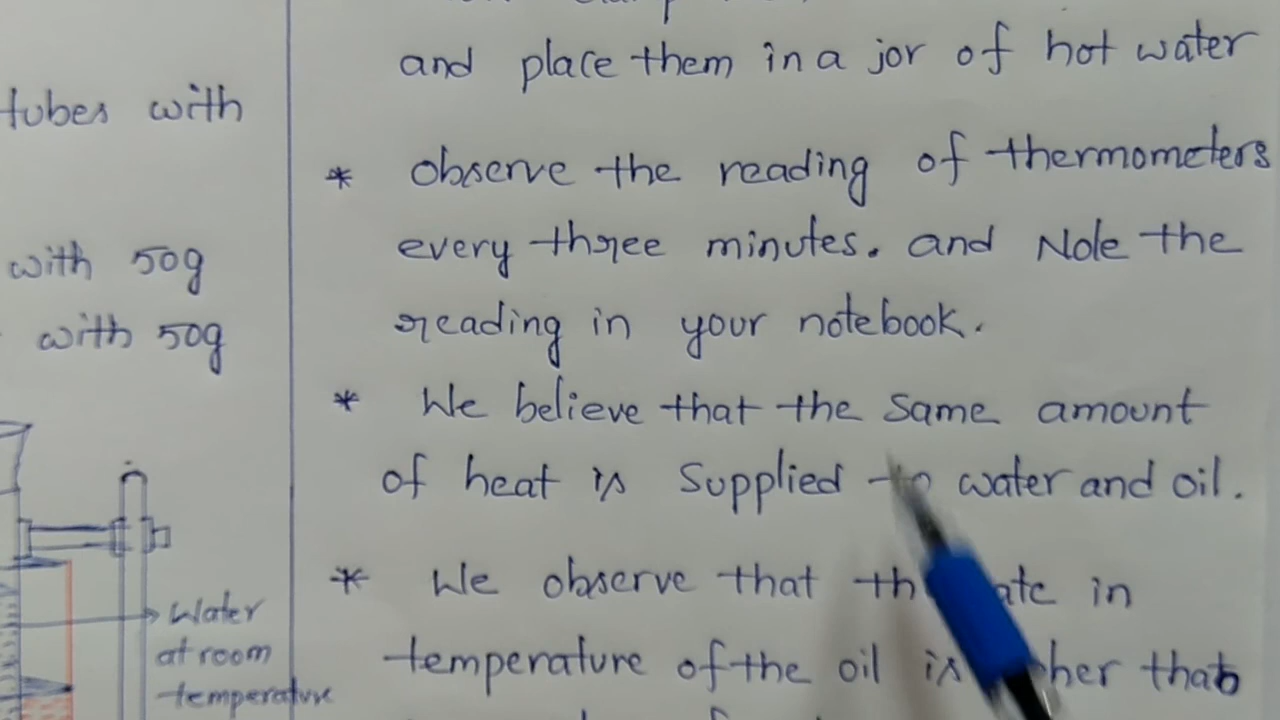 tubes with
with 50g
with 50g
Water
at room
temperature
and place them in a jor of hot water
* observe the reading of thermometers
every three minutes. and Note the
reading in your notebook.
* We believe that the same amount
of heat is supplied to water and oil.
* We observe that in
temperature of the oil is that